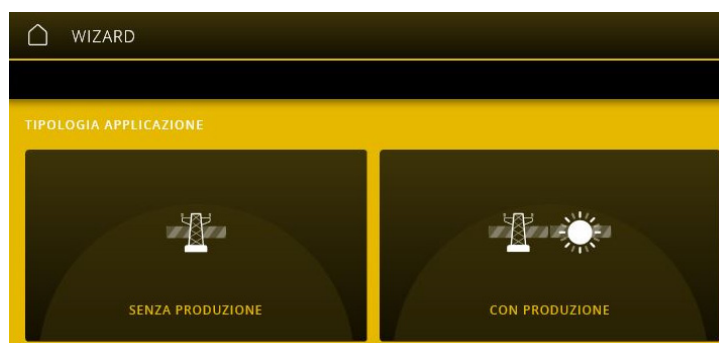 WIZARD
TIPOLOGIA APPLICAZIONE
SENZA PRODUZIONE
CON PRODUZIONE